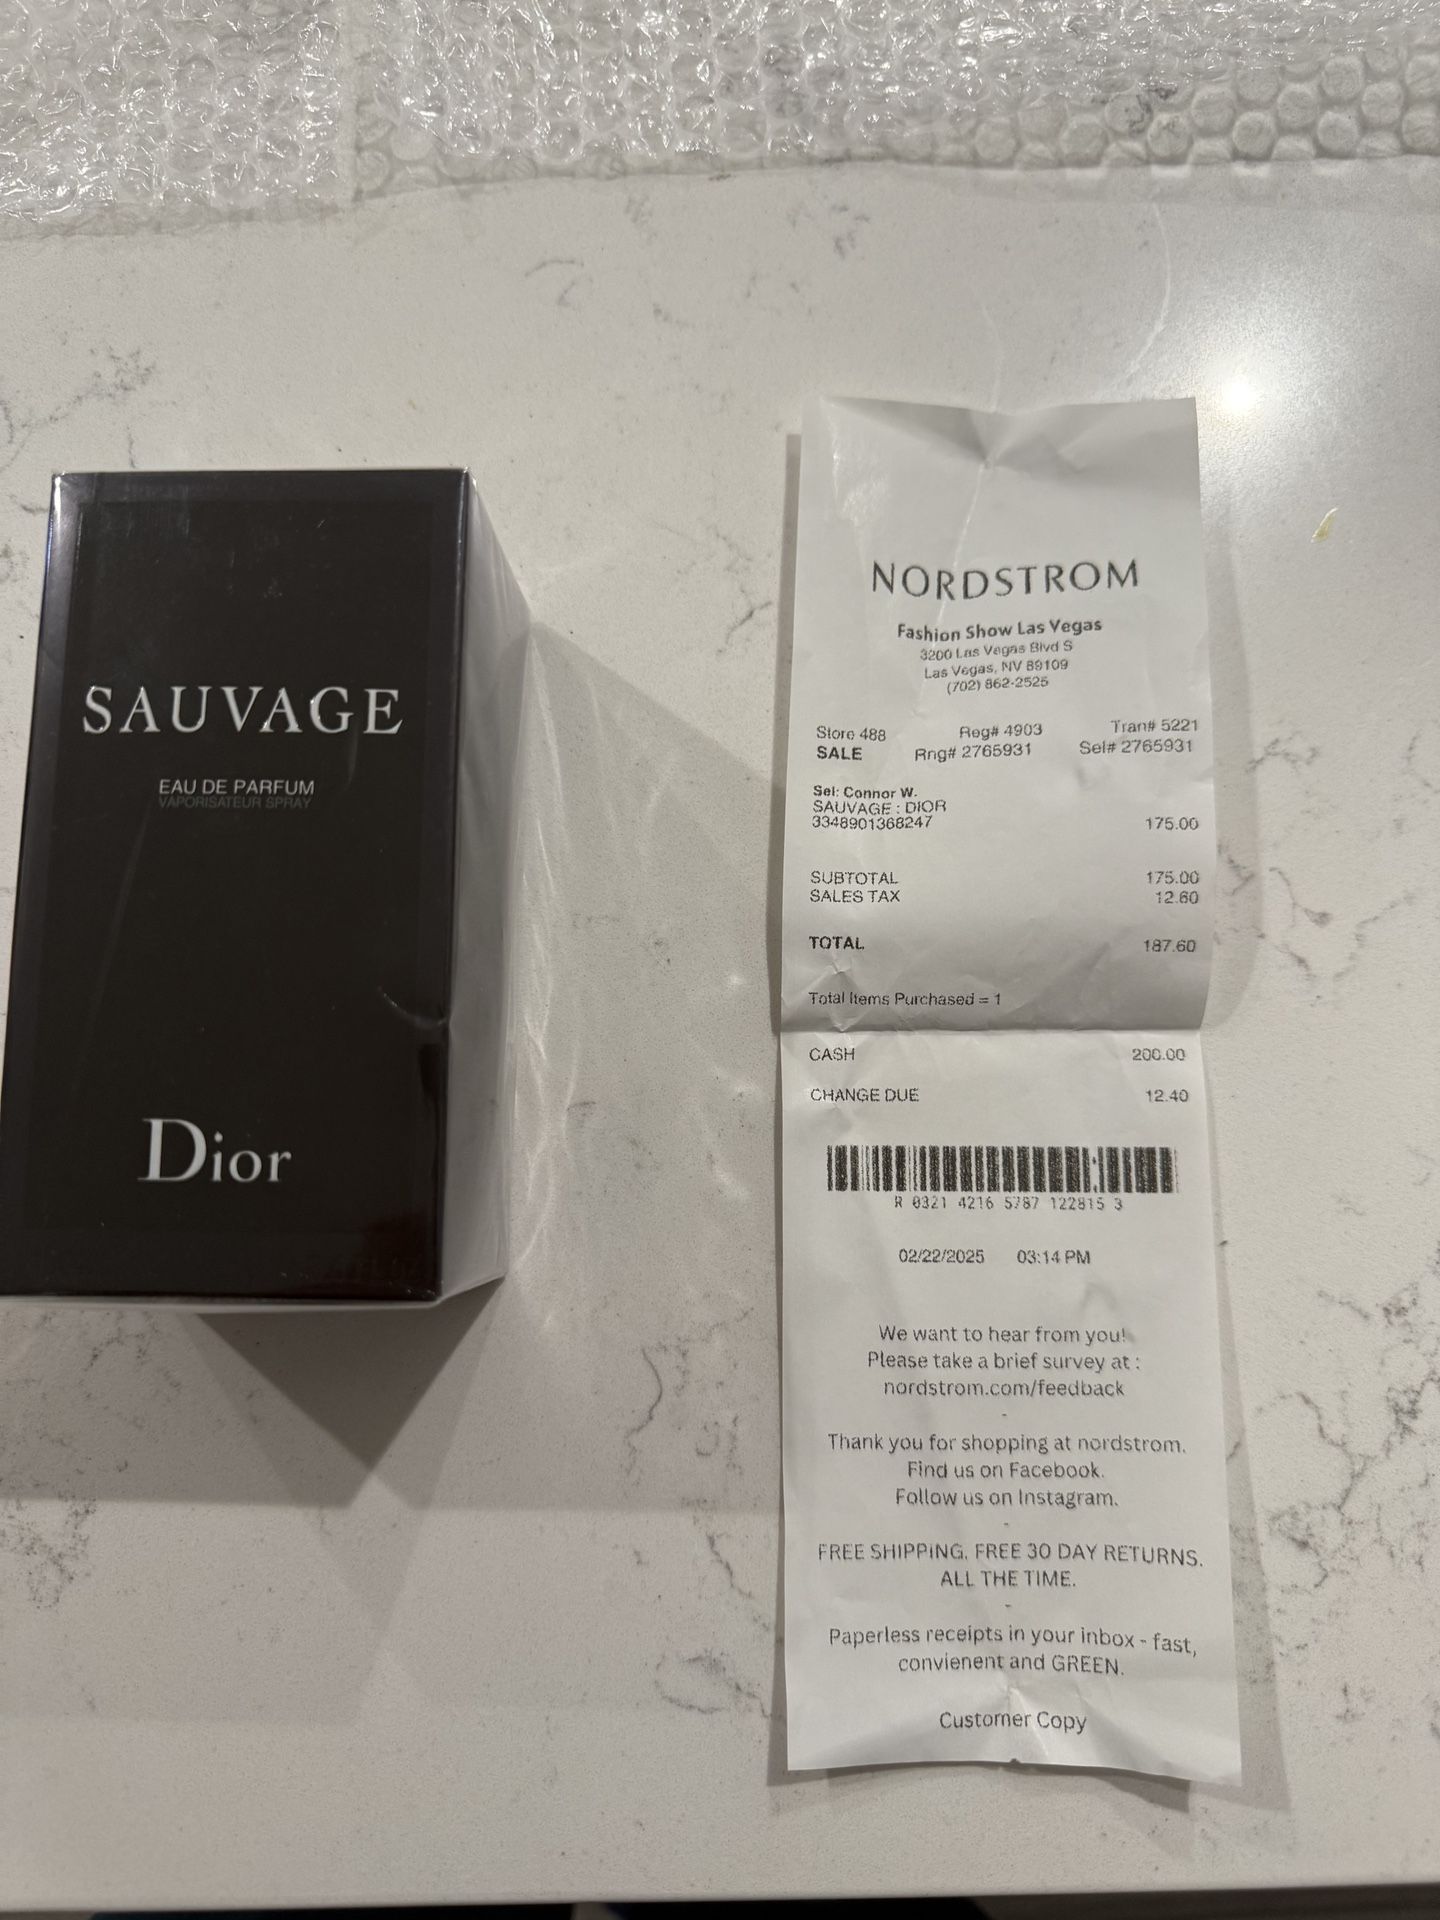 SAUVAGE
EAU DE PARFUM
VAPORISATEUR SPRAY
Dior
NORDSTROM
Fashion Show Las Vegas
3200 Las Vegas Blvd S
Las Vegas, NV 89109
(702) 862-2525
Store 488 Reg# 4903 Tran# 5221
SALE Rng# 2765931 Sel# 2765931
Sel: Connor W.
SAUVAGE : DIOR
3348901368247 175.00
SUBTOTAL 175.00
SALES TAX 12.60
TOTAL 187.60
Total Items Purchased = 1
CASH 200.00
CHANGE DUE 12.40
R 0321 4216 5787 122815 3
02/22/2025 03:14 PM
We want to hear from you!
Please take a brief survey at :
nordstrom.com/feedback
-
Thank you for shopping at nordstrom.
Find us on Facebook.
Follow us on Instagram.
-
FREE SHIPPING. FREE 30 DAY RETURNS.
ALL THE TIME.
-
Paperless receipts in your inbox - fast,
convienent and GREEN.
Customer Copy